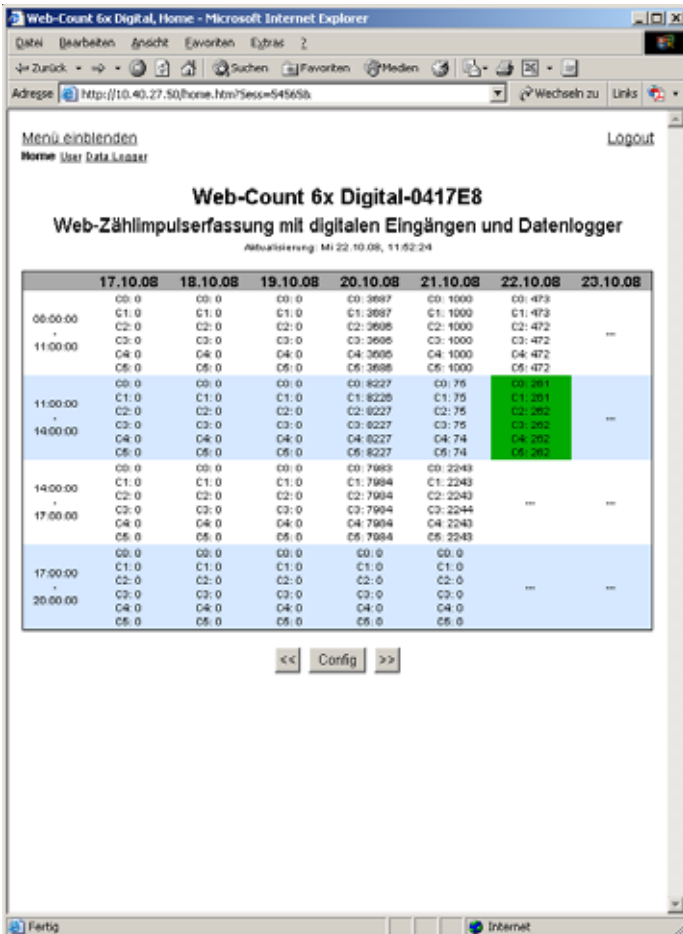 Web-Count 6x Digital, Home - Microsoft Internet Explorer
Datei Bearbeiten Ansicht Favoriten Extras ?
Zurück Suchen Favoriten Medien
Adresse http://10.40.27.50/home.htm?Sess=54565& Wechseln zu Links
Menü einblenden Logout
Home User Data Logger
Web-Count 6x Digital-0417E8
Web-Zählimpulserfassung mit digitalen Eingängen und Datenlogger
Aktualisierung: Mi 22.10.08, 11:52:24
17.10.08 18.10.08 19.10.08 20.10.08 21.10.08 22.10.08 23.10.08
00:00:00 - 11:00:00
C0: 0 C0: 0 C0: 0 C0: 3687 C0: 1000 C0: 473
C1: 0 C1: 0 C1: 0 C1: 3687 C1: 1000 C1: 473
C2: 0 C2: 0 C2: 0 C2: C2: 1000 C2: 472
C3: 0 C3: 0 C3: 0 C3: C3: 1000 C3: 472 ---
C4: 0 C4: 0 C4: 0 C4: C4: 1000 C4: 472
C5: 0 C5: 0 C5: 0 C5: C5: 1000 C5: 472
11:00:00 - 14:00:00
C0: 0 C0: 0 C0: 0 C0: 8227 C0: 75 C0: 261
C1: 0 C1: 0 C1: 0 C1: C1: 75 C1: 261
C2: 0 C2: 0 C2: 0 C2: 8227 C2: 75 C2: 262
C3: 0 C3: 0 C3: 0 C3: 8227 C3: 75 C3: 262 ---
C4: 0 C4: 0 C4: 0 C4: 8227 C4: 74 C4: 262
C5: 0 C5: 0 C5: 0 C5: 8227 C5: 74 C5: 262
14:00:00 - 17:00:00
C0: 0 C0: 0 C0: 0 C0: 7983 C0: 2243
C1: 0 C1: 0 C1: 0 C1: 7984 C1: 2243
C2: 0 C2: 0 C2: 0 C2: 7984 C2: 2243
C3: 0 C3: 0 C3: 0 C3: 7984 C3: 2244 --- ---
C4: 0 C4: 0 C4: 0 C4: 7984 C4: 2243
C5: 0 C5: 0 C5: 0 C5: 7984 C5: 2243
17:00:00 - 20:00:00
C0: 0 C0: 0 C0: 0 C0: 0 C0: 0
C1: 0 C1: 0 C1: 0 C1: 0 C1: 0
C2: 0 C2: 0 C2: 0 C2: 0 C2: 0
C3: 0 C3: 0 C3: 0 C3: 0 C3: 0 --- ---
C4: 0 C4: 0 C4: 0 C4: 0 C4: 0
C5: 0 C5: 0 C5: 0 C5: 0 C5: 0
<< Config >>
Fertig Internet